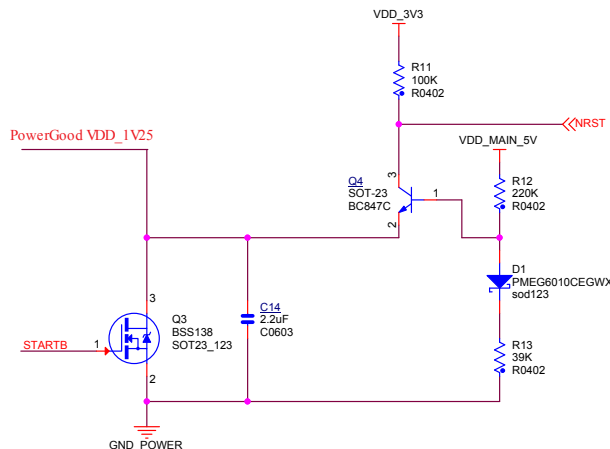 VDD_3V3
R11
100K
R0402
NRST
PowerGood VDD_1V25
VDD_MAIN_5V
3
Q4
SOT-23
BC847C
1
2
R12
220K
R0402
D1
PMEG6010CEGWX
sod123
3
Q3
BSS138
SOT23_123
C14
2.2uF
C0603
STARTB
1
2
R13
39K
R0402
GND_POWER